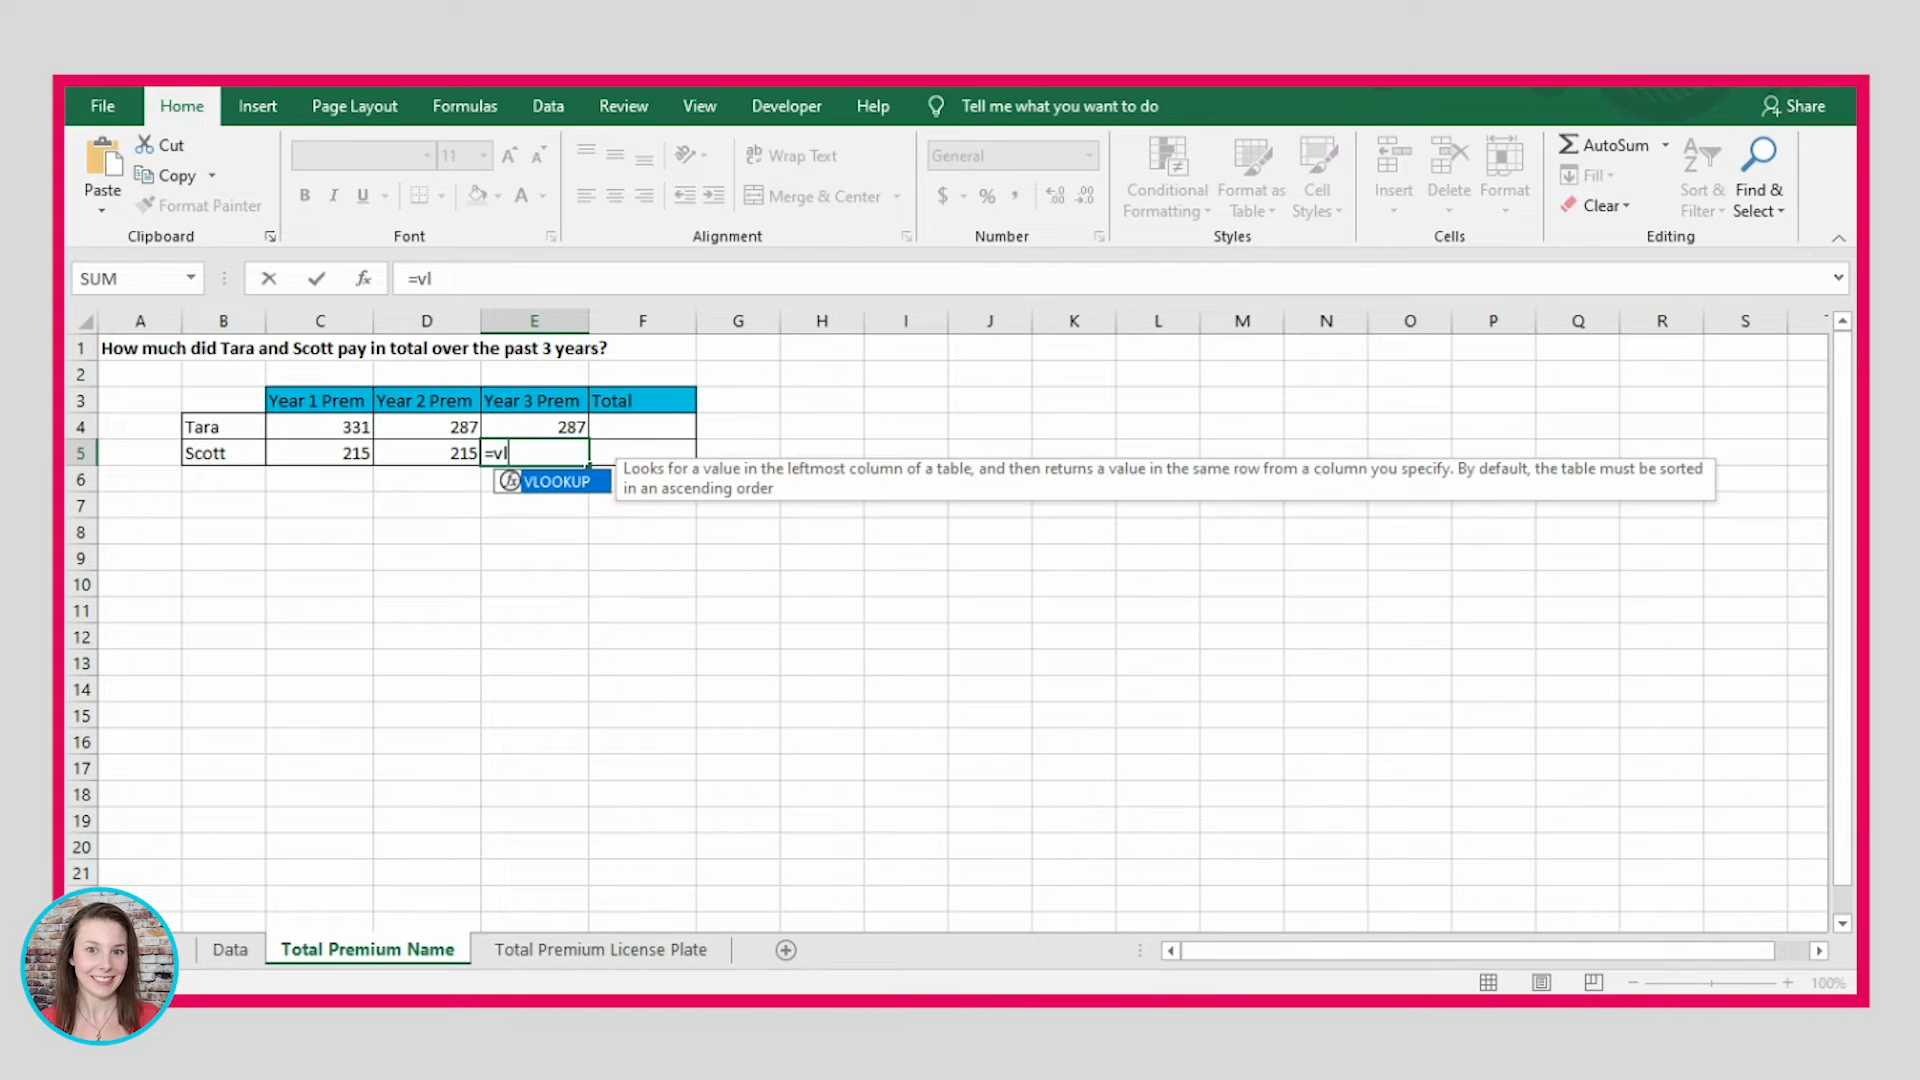 File Home Insert Page Layout Formulas Data Review View Developer Help Tell me what you want to do Share
Paste
Cut
Copy
Format Painter
Clipboard
11
B I U
Font
Wrap Text
Merge & Center
Alignment
General
$ % ,
Number
Conditional Formatting
Format as Table
Cell Styles
Styles
Insert
Delete
Format
Cells
AutoSum
Fill
Clear
Sort & Filter
Find & Select
Editing
SUM =vl
A B C D E F G H I J K L M N O P Q R S
1 How much did Tara and Scott pay in total over the past 3 years?
2
3 Year 1 Prem Year 2 Prem Year 3 Prem Total
4 Tara 331 287 287
5 Scott 215 215 =vl
6 VLOOKUP
Looks for a value in the leftmost column of a table, and then returns a value in the same row from a column you specify. By default, the table must be sorted
in an ascending order
7
8
9
10
11
12
13
14
15
16
17
18
19
20
21
Data Total Premium Name Total Premium License Plate
100%